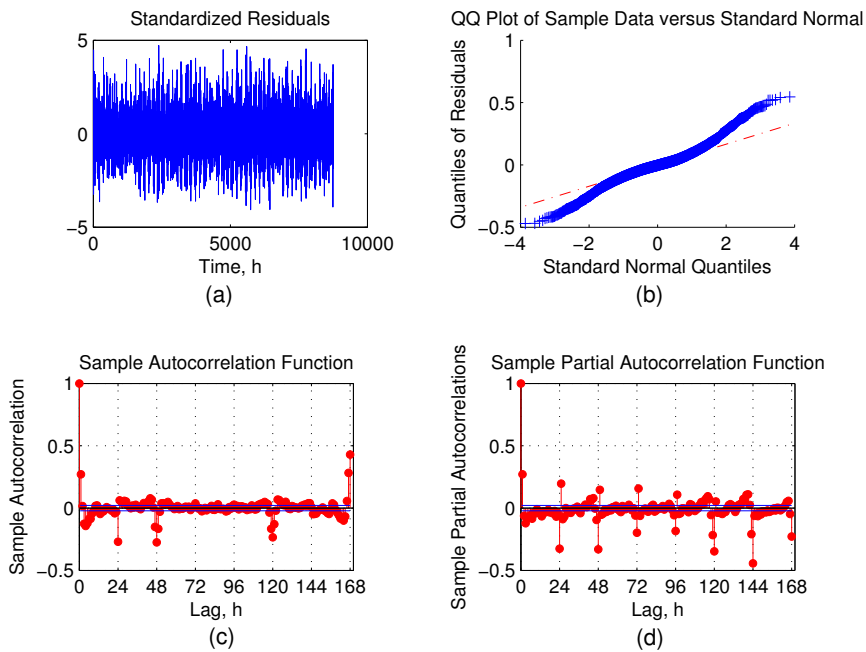 Standardized Residuals
5
0
−5
0
5000
10000
Time, h
(a)
QQ Plot of Sample Data versus Standard Normal
Quantiles of Residuals
1
0.5
0
−0.5
−4
−2
0
2
4
Standard Normal Quantiles
(b)
Sample Autocorrelation Function
Sample Autocorrelation
1
0.5
0
−0.5
0
24
48
72
96
120
144
168
Lag, h
(c)
Sample Partial Autocorrelation Function
Sample Partial Autocorrelations
1
0.5
0
−0.5
0
24
48
72
96
120
144
168
Lag, h
(d)